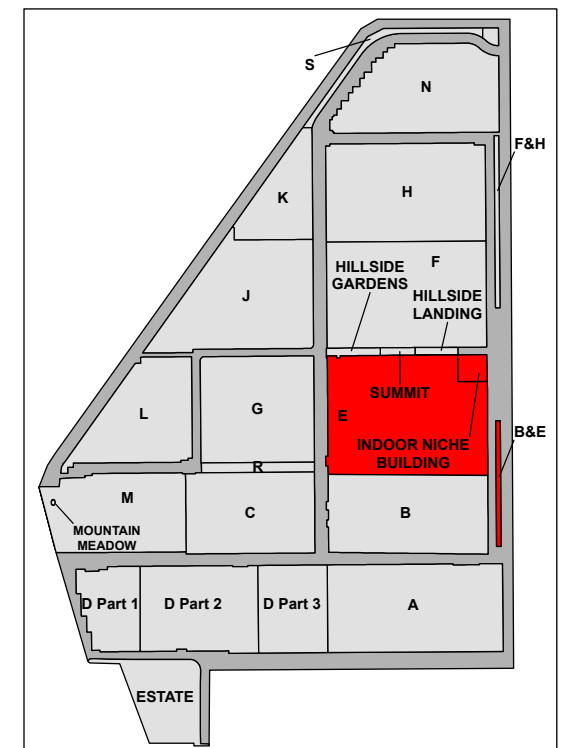 S
N
F&H
K
H
F
HILLSIDE
GARDENS
HILLSIDE
LANDING
J
SUMMIT
L
G
E
B&E
INDOOR NICHE
BUILDING
R
M
C
B
MOUNTAIN
MEADOW
D Part 1
D Part 2
D Part 3
A
ESTATE